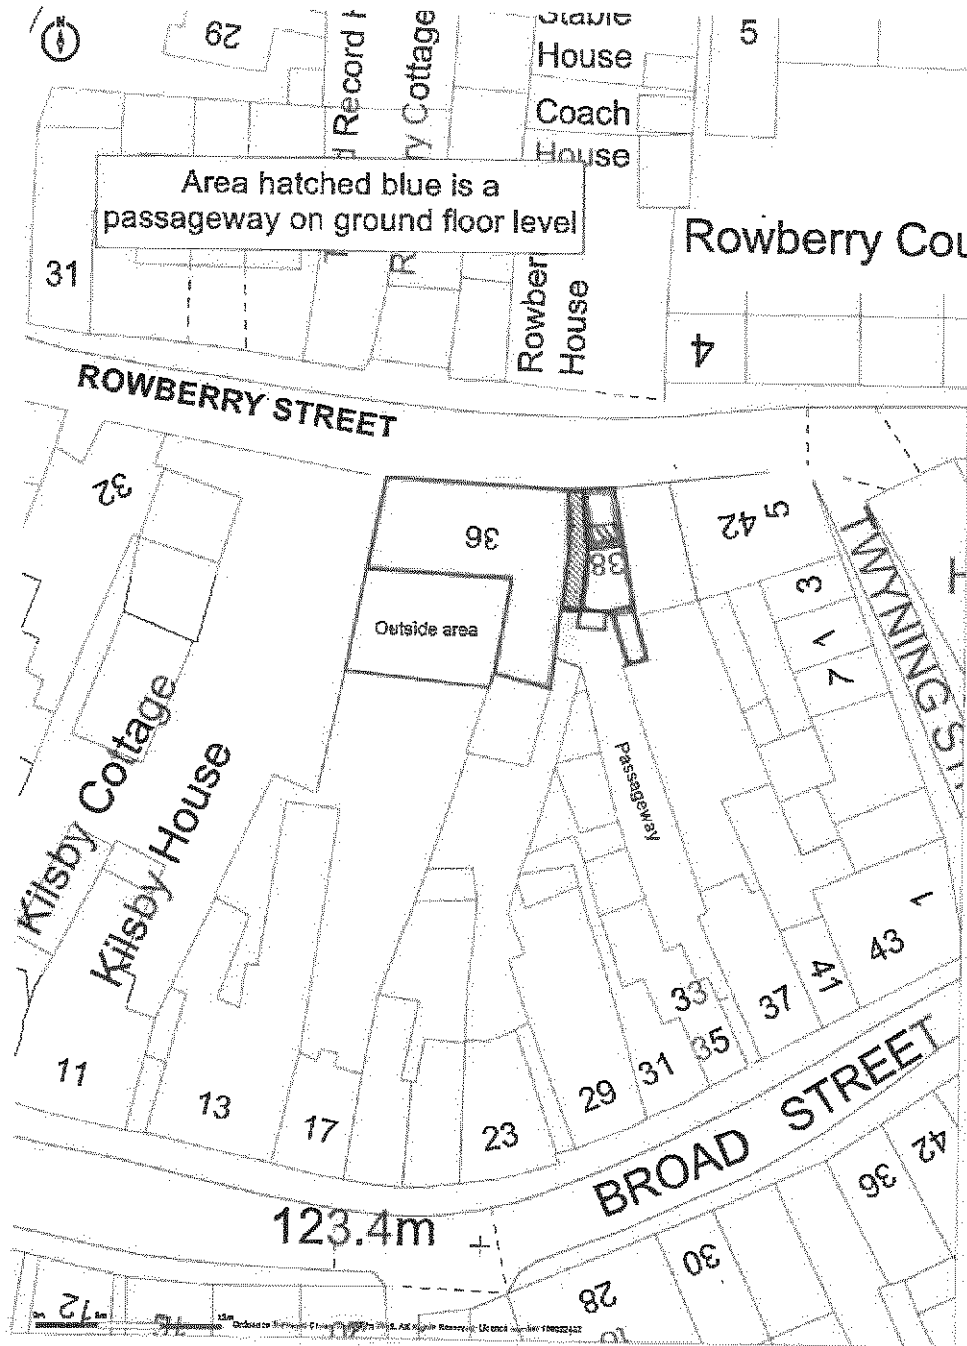 N
29
Record
Cottage
Stable
House
Coach
House
5
Area hatched blue is a
passageway on ground floor level
31
House
Rowberry Cou
4
ROWBERRY STREET
32
36
38
42
5
3
1
7
TWYNING ST
Outside area
Passageway
Kilsby Cottage
Kilsby House
11
13
17
23
29
31
33
35
37
41
43
1
BROAD STREET
123.4m
42
36
30
28
72